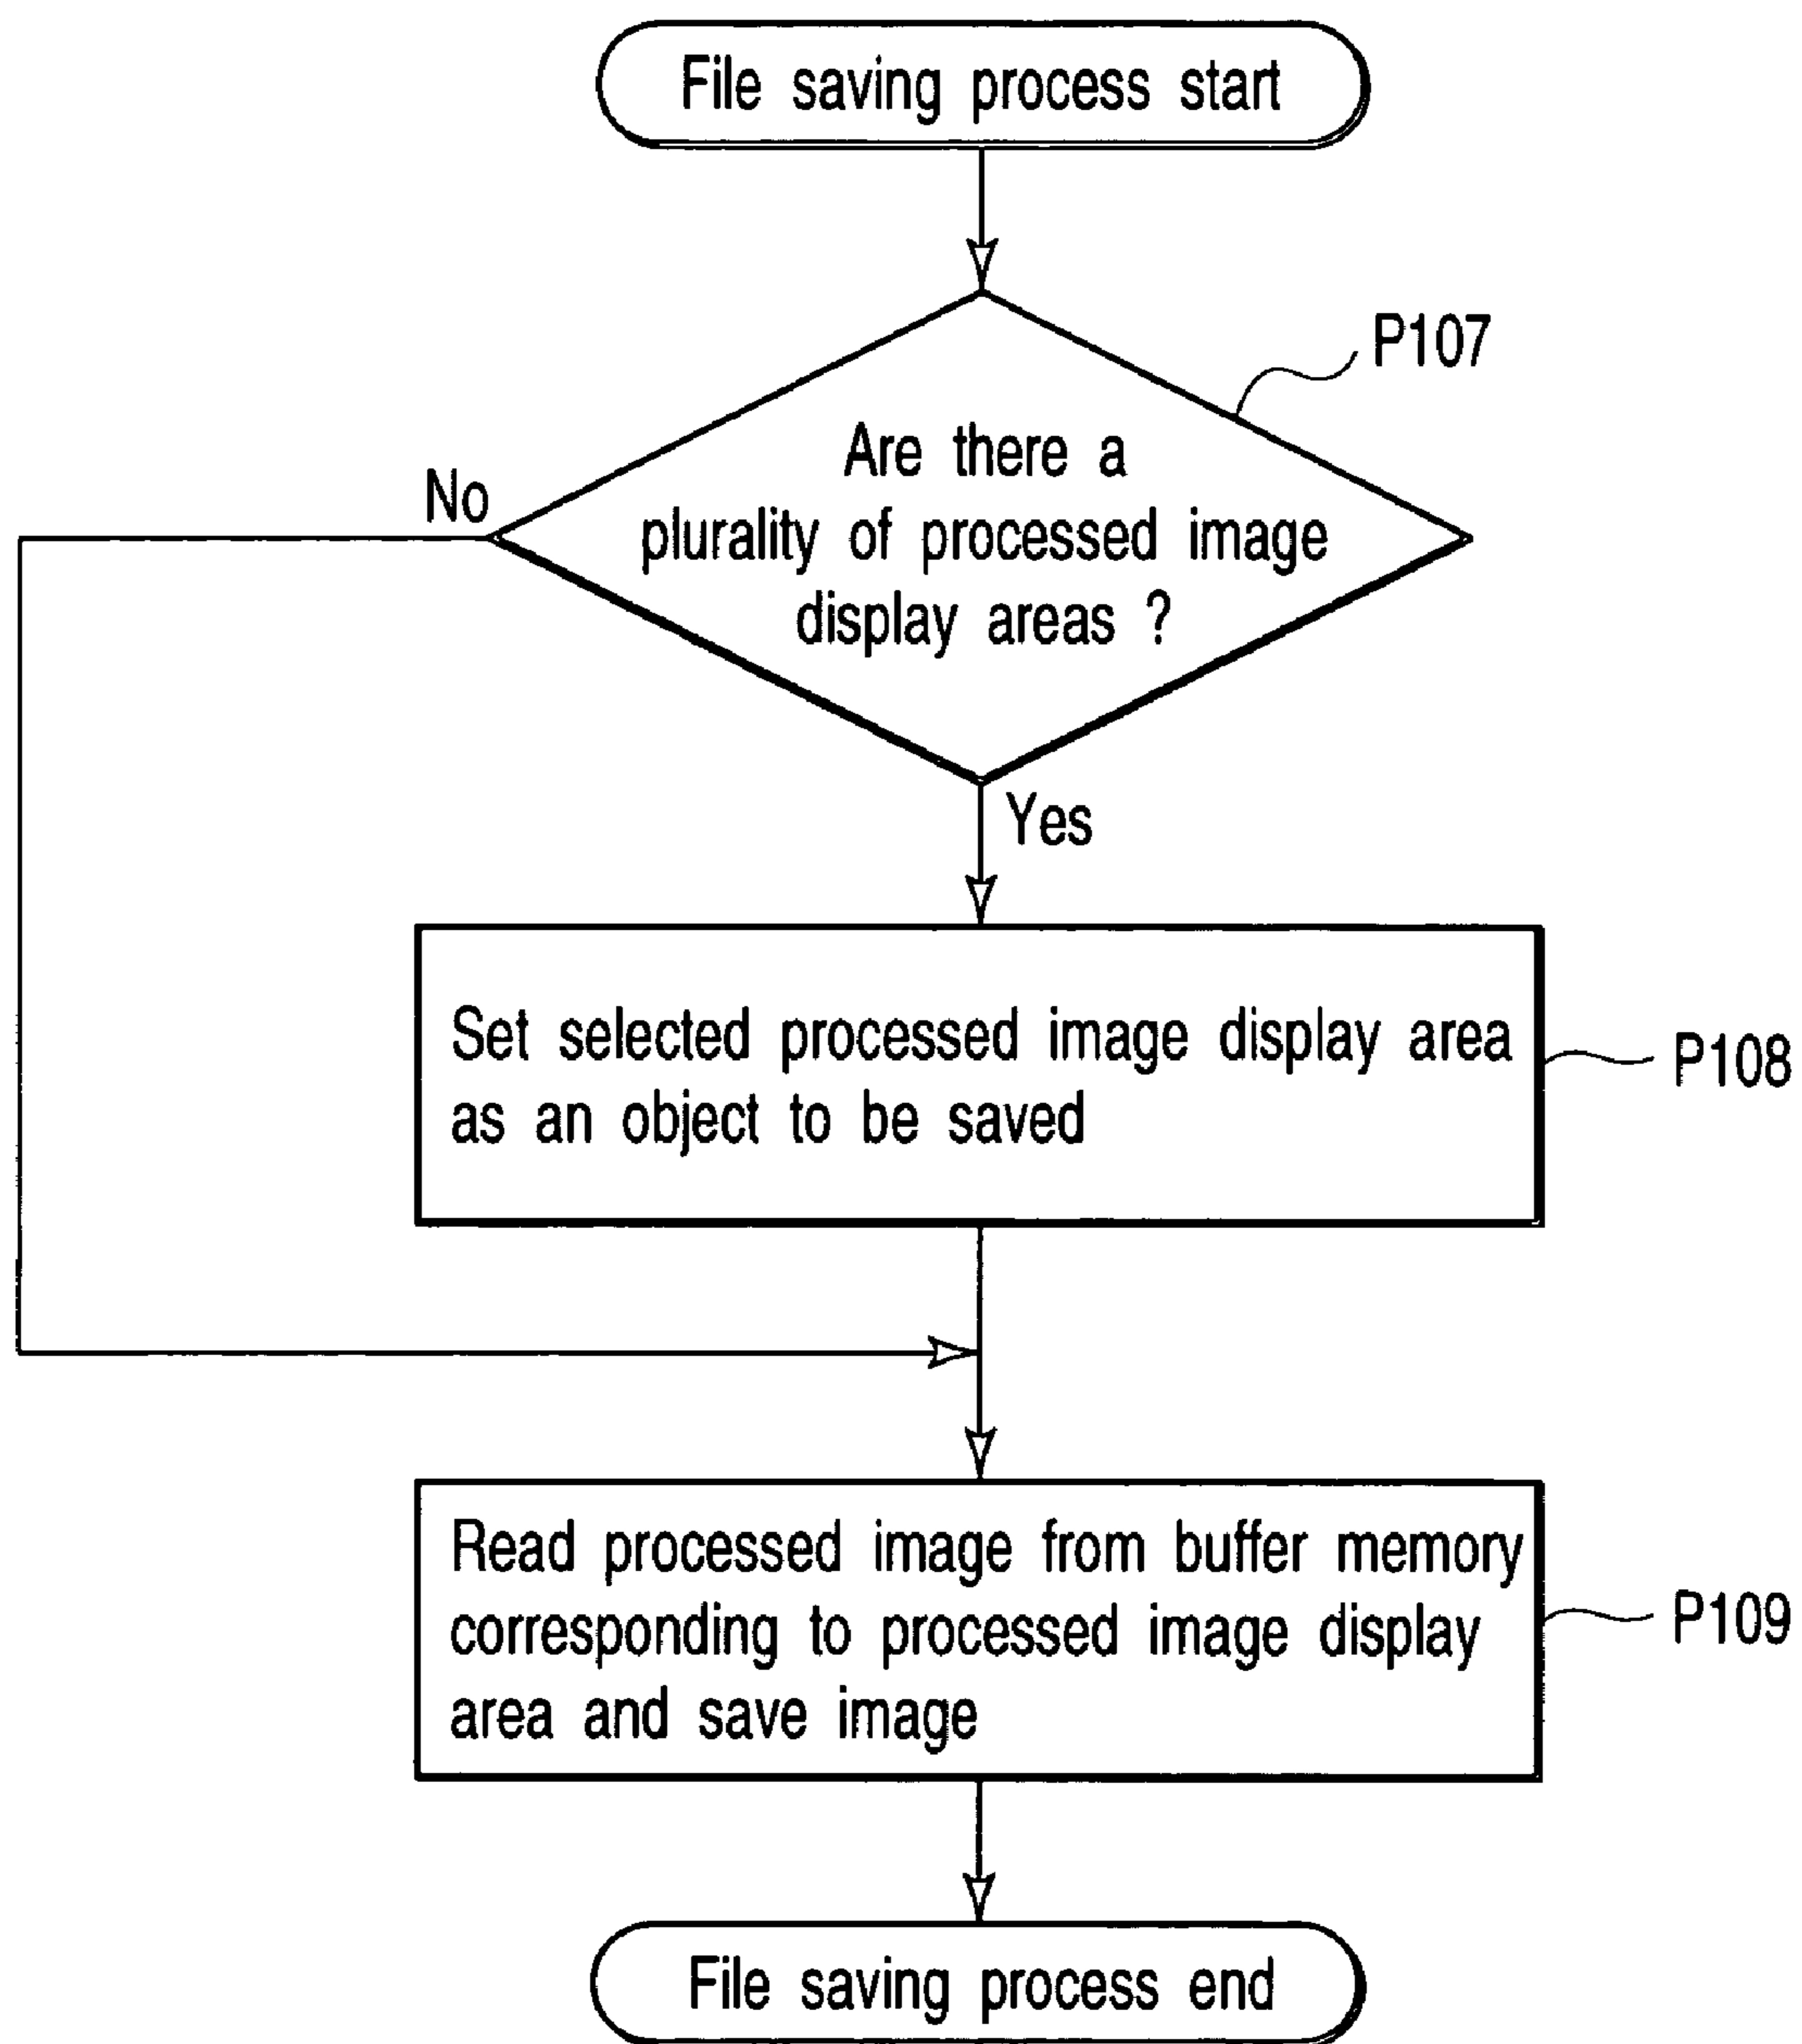 File saving process start
P107
Are there a
plurality of processed image
display areas ?
No
Yes
Set selected processed image display area
as an object to be saved
P108
Read processed image from buffer memory
corresponding to processed image display
area and save image
P109
File saving process end